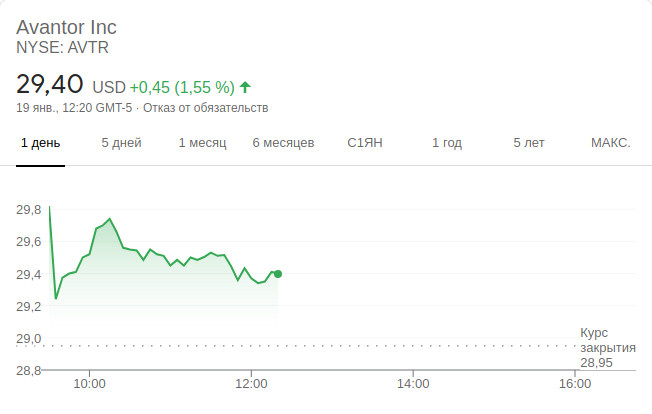 Avantor Inc
NYSE: AVTR
29,40 USD +0,45 (1,55 %)
19 янв., 12:20 GMT-5 · Отказ от обязательств
1 день 5 дней 1 месяц 6 месяцев С1ЯН 1 год 5 лет МАКС.
29,8
29,6
29,4
29,2
29,0
28,8
Курс
закрытия
28,95
10:00 12:00 14:00 16:00